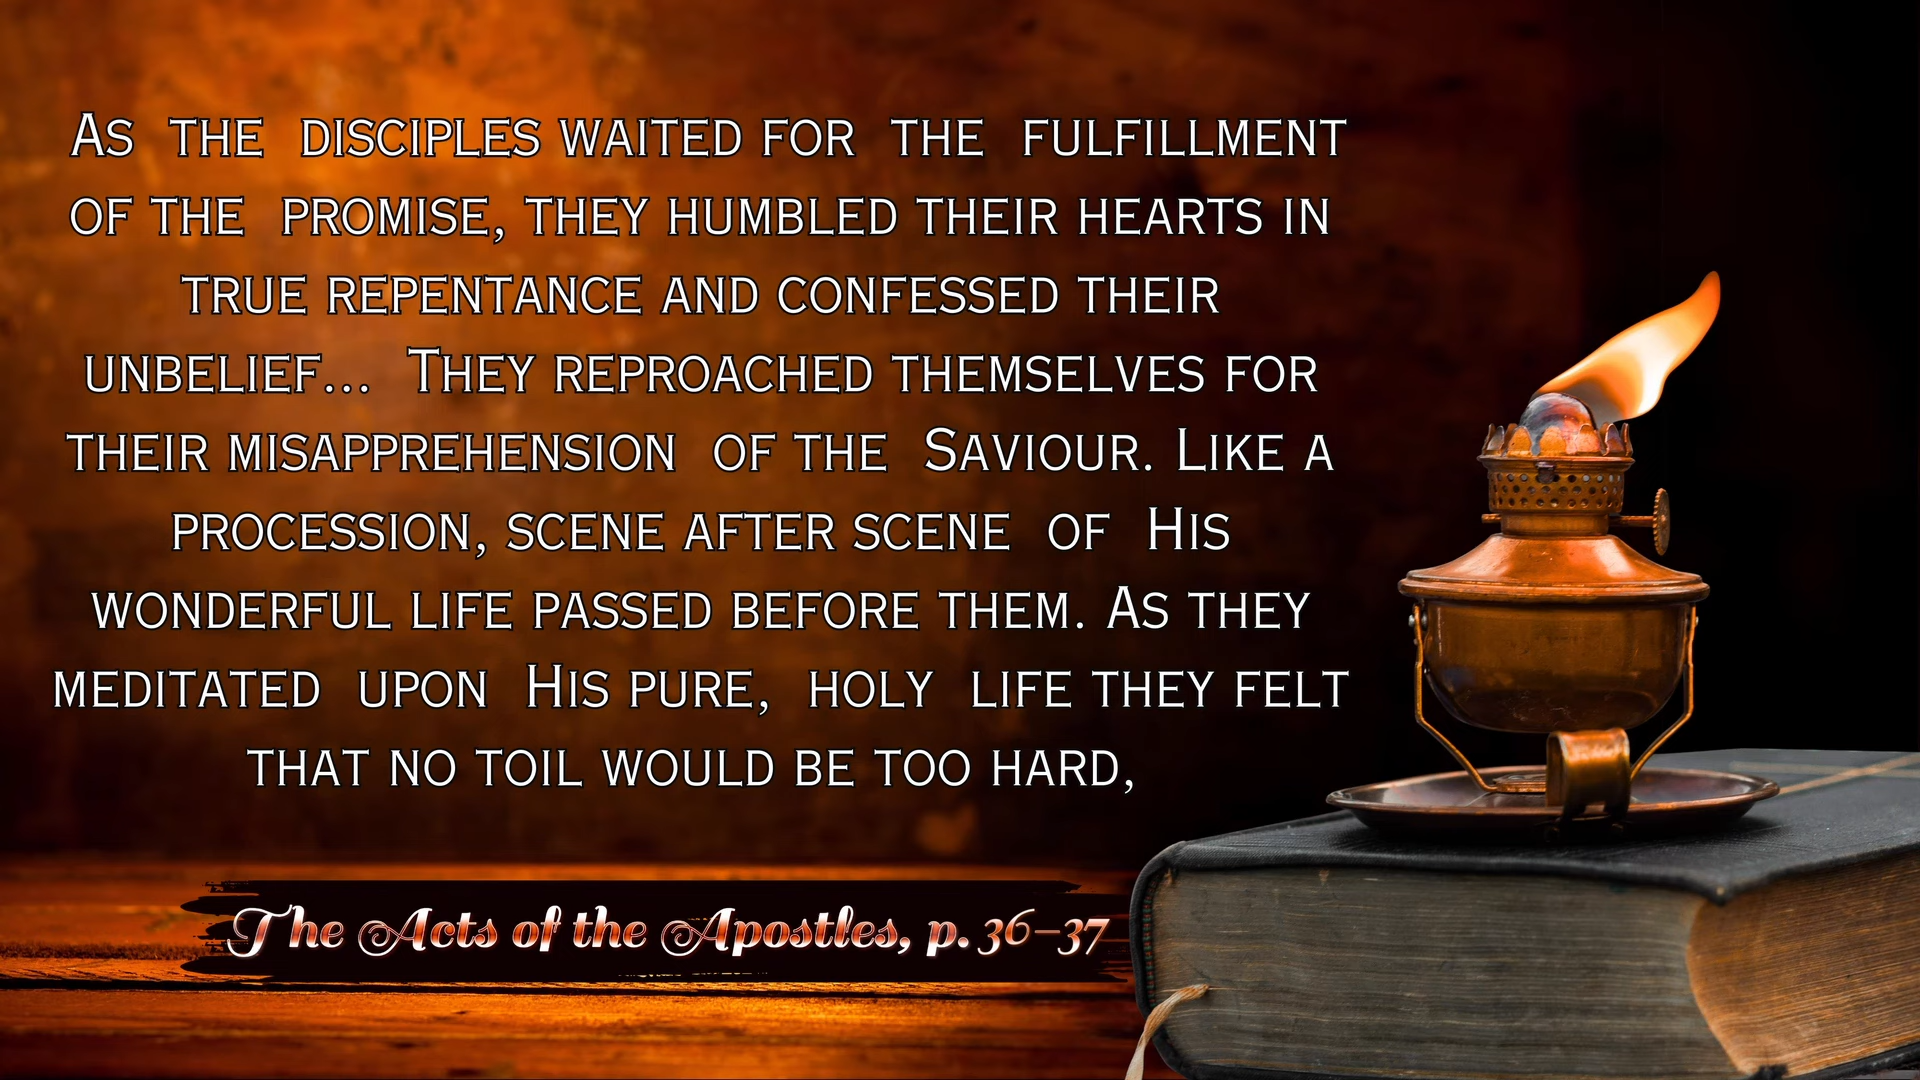 As the disciples waited for the fulfillment
of the promise, they humbled their hearts in
true repentance and confessed their
unbelief... They reproached themselves for
their misapprehension of the Saviour. Like a
procession, scene after scene of His
wonderful life passed before them. As they
meditated upon His pure, holy life they felt
that no toil would be too hard,
The Acts of the Apostles, p. 36–37